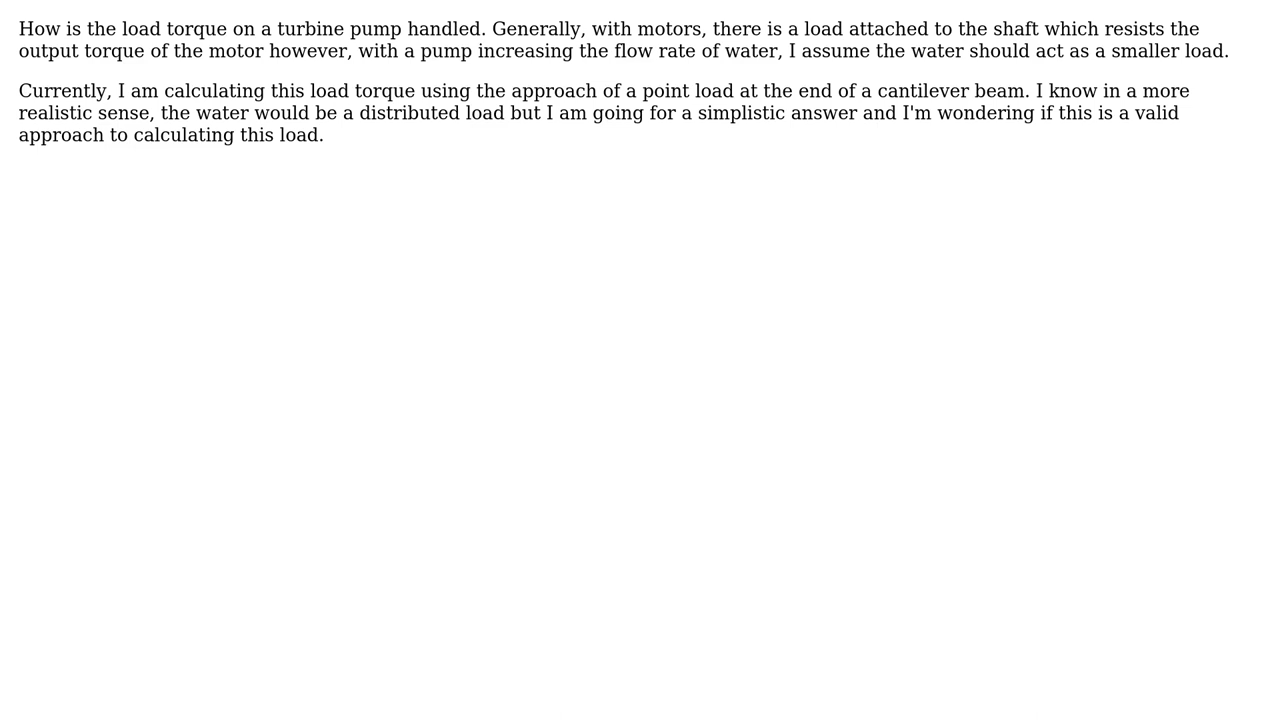 How is the load torque on a turbine pump handled. Generally, with motors, there is a load attached to the shaft which resists the
output torque of the motor however, with a pump increasing the flow rate of water, I assume the water should act as a smaller load.
Currently, I am calculating this load torque using the approach of a point load at the end of a cantilever beam. I know in a more
realistic sense, the water would be a distributed load but I am going for a simplistic answer and I'm wondering if this is a valid
approach to calculating this load.